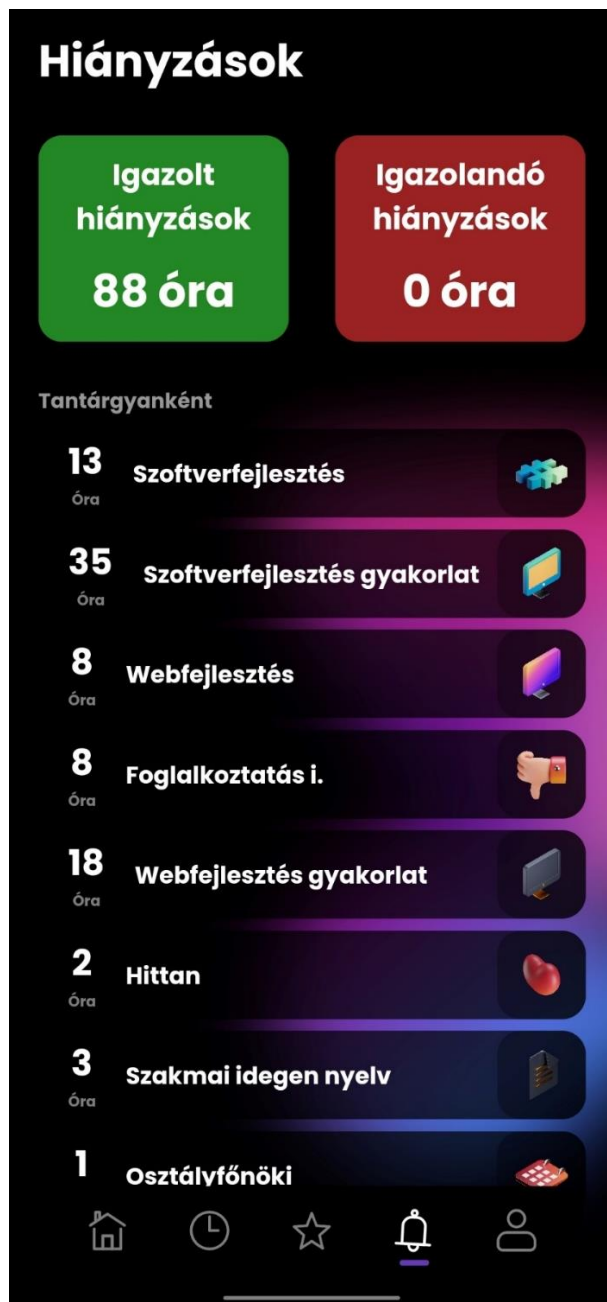 Hiányzások
Igazolt
hiányzások
88 óra
Igazolandó
hiányzások
0 óra
Tantárgyanként
13
Óra
Szoftverfejlesztés
35
Óra
Szoftverfejlesztés gyakorlat
8
Óra
Webfejlesztés
8
Óra
Foglalkoztatás i.
18
Óra
Webfejlesztés gyakorlat
2
Óra
Hittan
3
Óra
Szakmai idegen nyelv
1
Osztályfőnöki